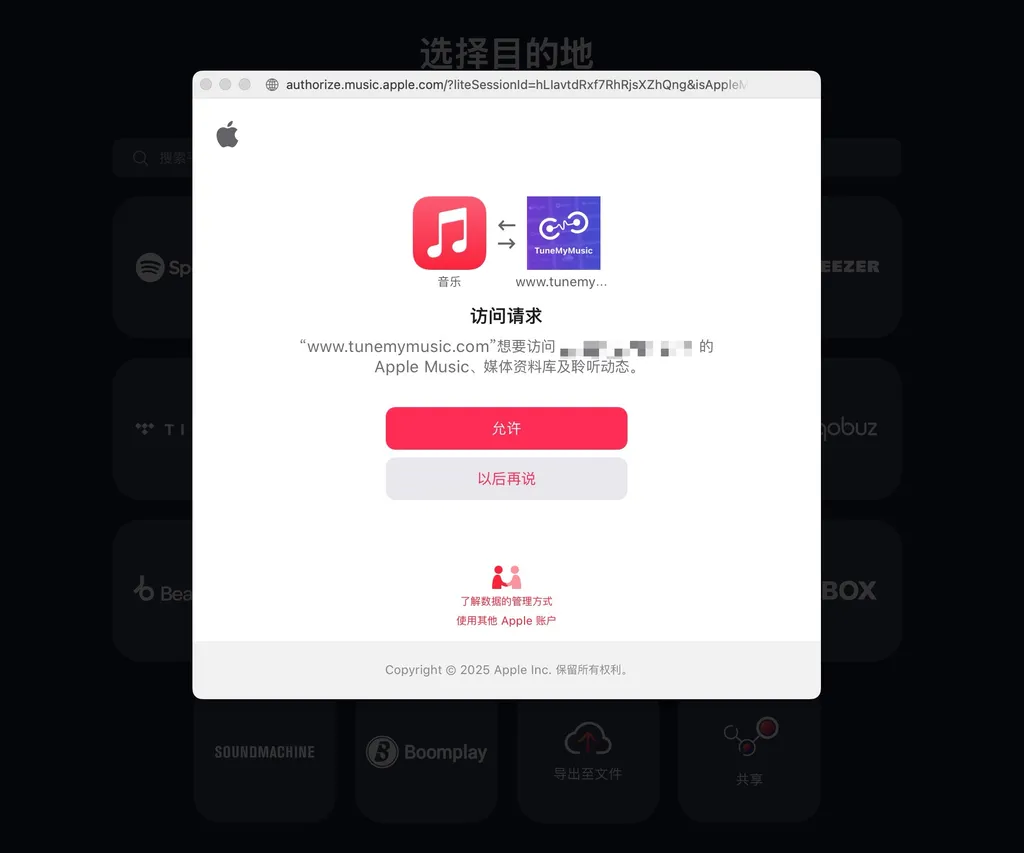 选择目的地
authorize.music.apple.com/?liteSessionId=hLIavtdRxf7RhRjsXZhQng&isAppleM
搜索
TuneMyMusic
音乐
www.tunemy...
访问请求
“www.tunemymusic.com”想要访问 的
Apple Music、媒体资料库及聆听动态。
允许
以后再说
Sp
EEZER
TI
qobuz
Bea
BOX
了解数据的管理方式
使用其他 Apple 账户
Copyright © 2025 Apple Inc. 保留所有权利。
SOUNDMACHINE
Boomplay
导出至文件
共享